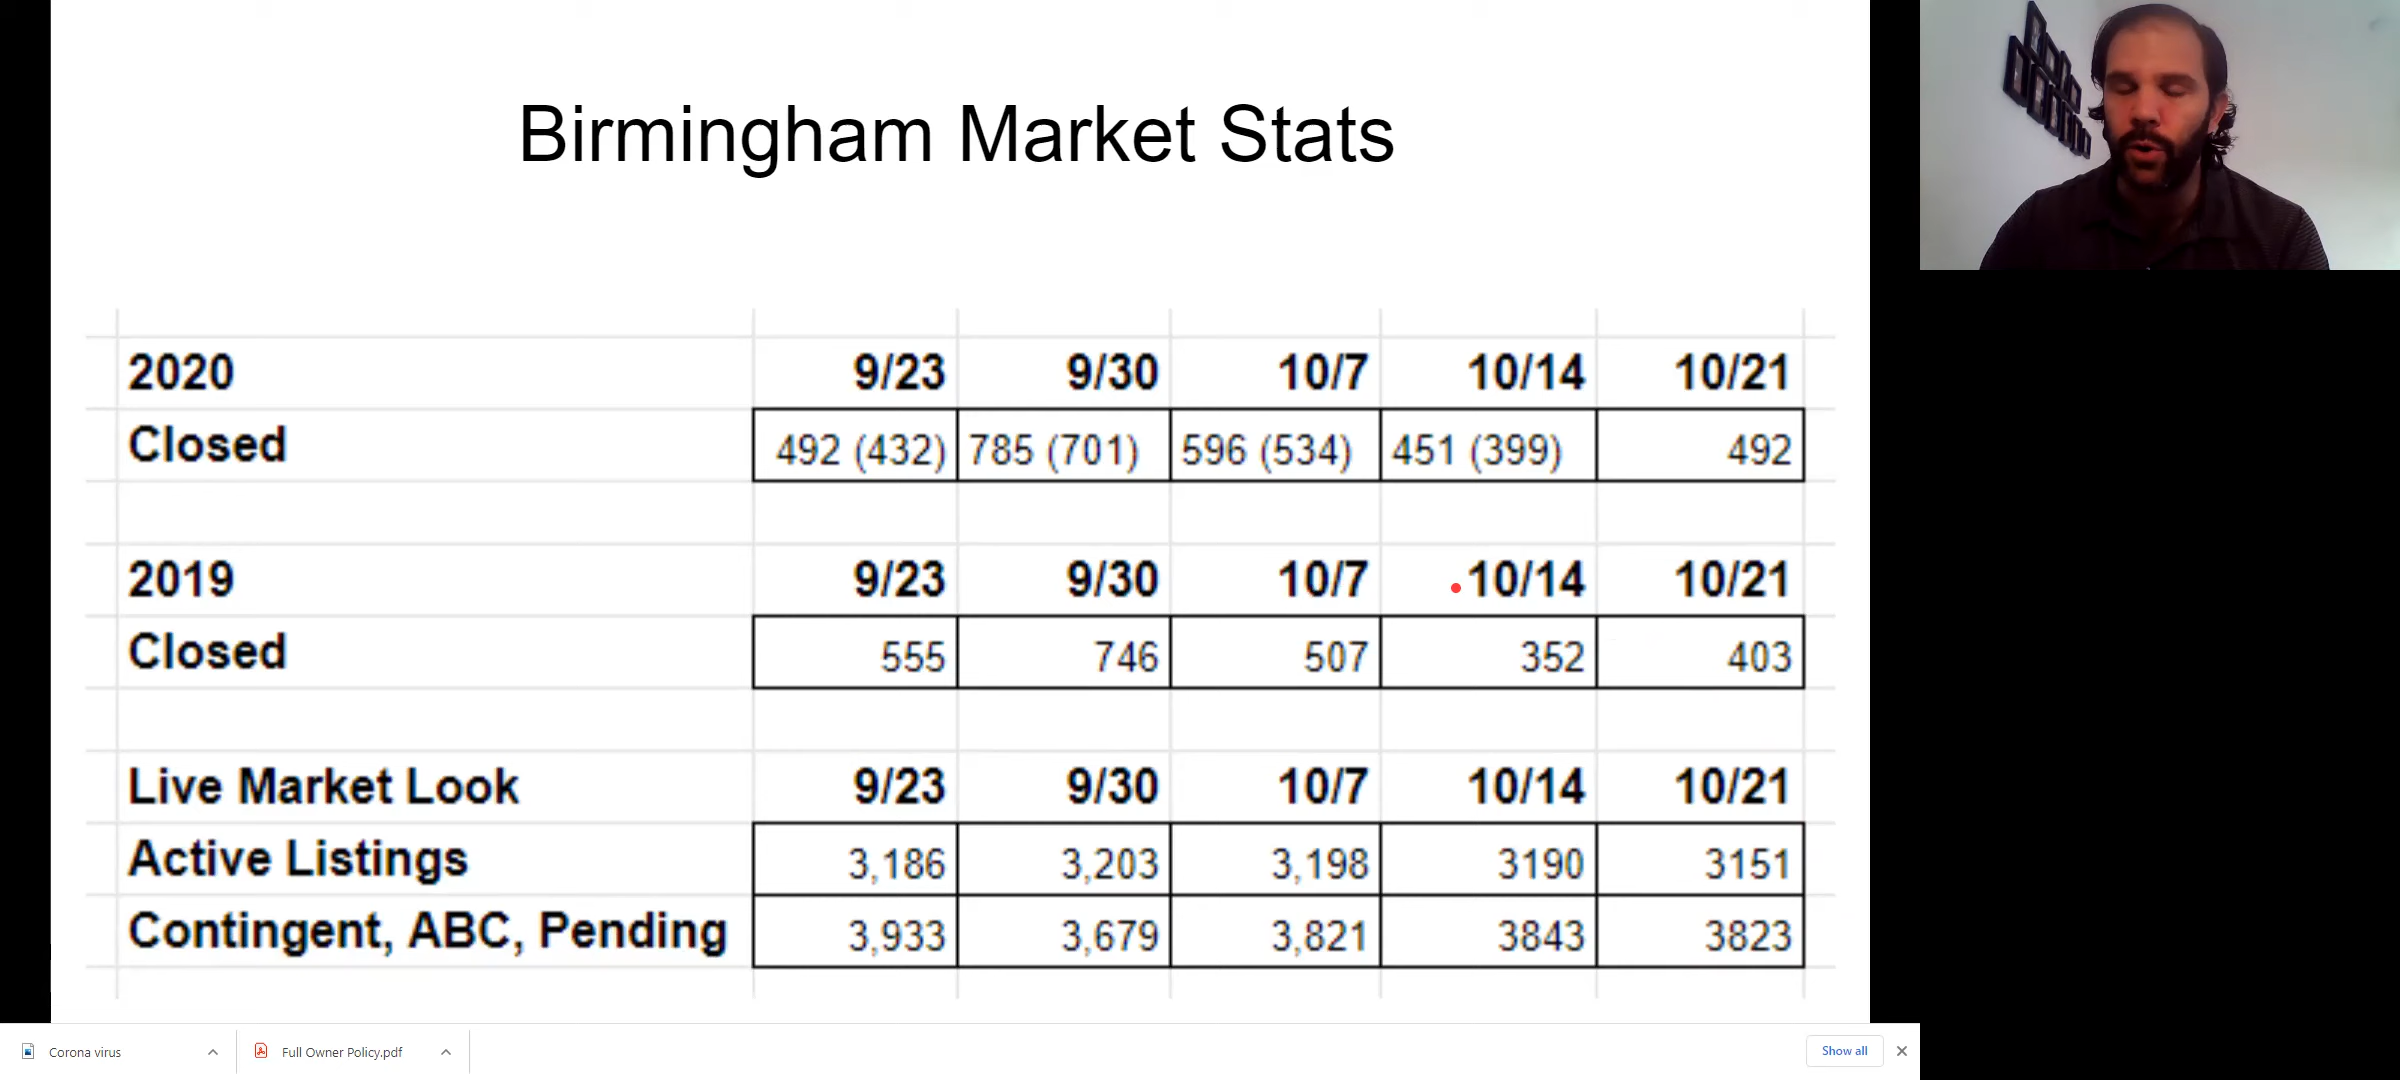 Birmingham Market Stats
2020 9/23 9/30 10/7 10/14 10/21
Closed 492 (432) 785 (701) 596 (534) 451 (399) 492
2019 9/23 9/30 10/7 10/14 10/21
Closed 555 746 507 352 403
Live Market Look 9/23 9/30 10/7 10/14 10/21
Active Listings 3,186 3,203 3,198 3190 3151
Contingent, ABC, Pending 3,933 3,679 3,821 3843 3823
Corona virus Full Owner Policy.pdf Show all